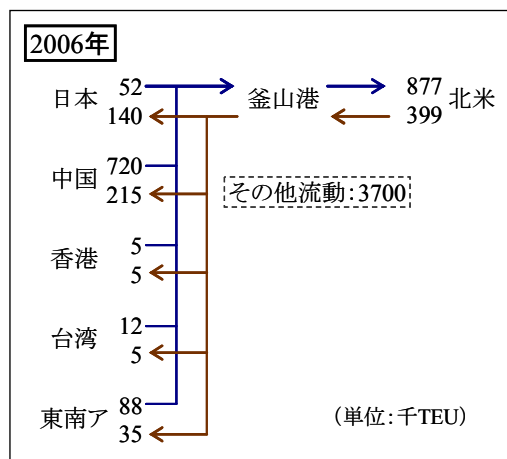 2006年
日本 52 釜山港 877 北米
140 399
中国 720
215
その他流動:3700
香港 5
5
台湾 12
5
東南ア 88
35
(単位:千TEU)